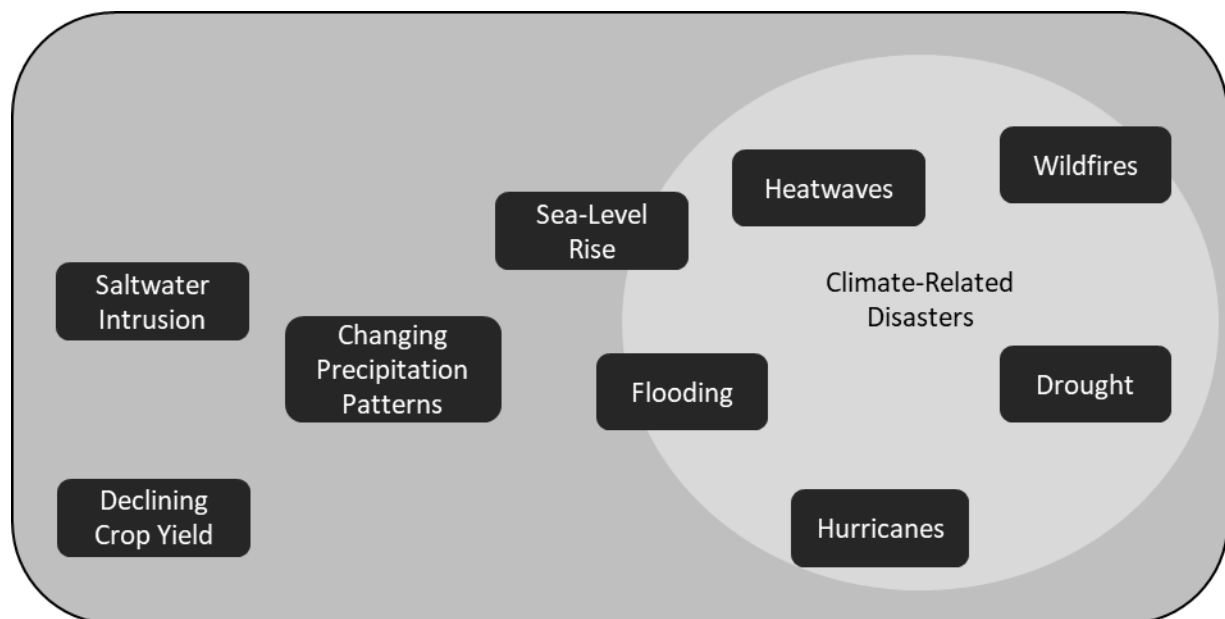 Wildfires
Heatwaves
Sea-Level
Rise
Climate-Related
Disasters
Saltwater
Intrusion
Changing
Precipitation
Patterns
Flooding
Drought
Declining
Crop Yield
Hurricanes